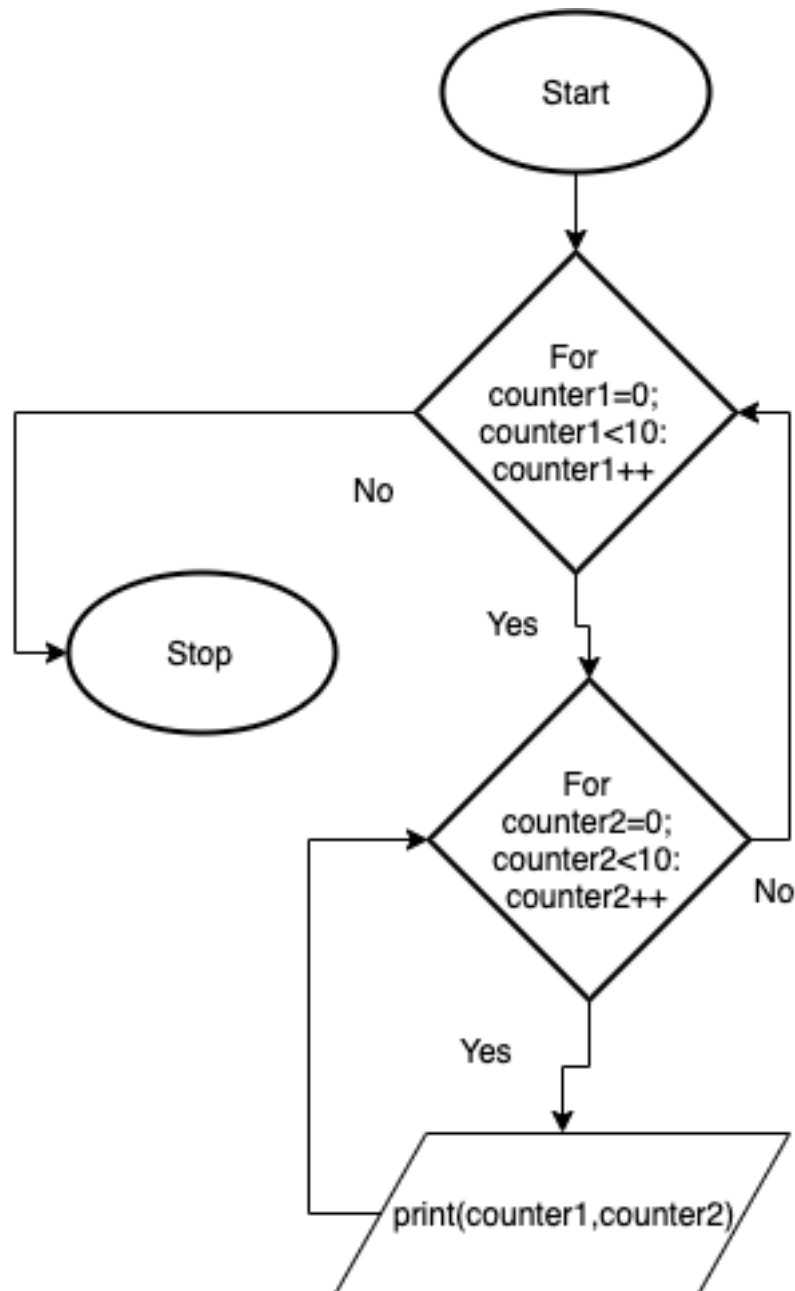 Start
For
counter1=0;
counter1<10:
counter1++
No
Yes
Stop
For
counter2=0;
counter2<10:
counter2++
No
Yes
print(counter1,counter2)